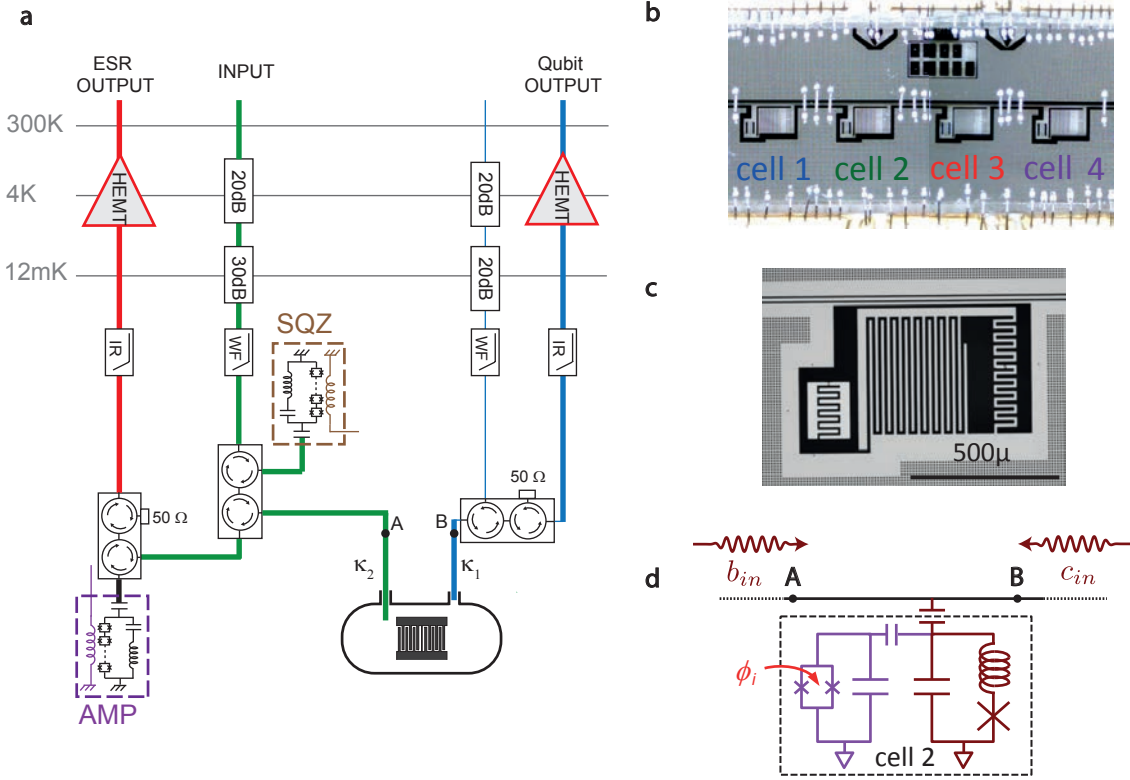 a
ESR
OUTPUT
INPUT
Qubit
OUTPUT
300K
HEMT
20dB
20dB
HEMT
4K
12mK
30dB
20dB
IR
WF
SQZ
WF
IR
50 Ω
50 Ω
A
B
κ2
κ1
AMP
b
cell 1
cell 2
cell 3
cell 4
c
500μ
d
b_in
A
B
c_in
ϕ_i
cell 2